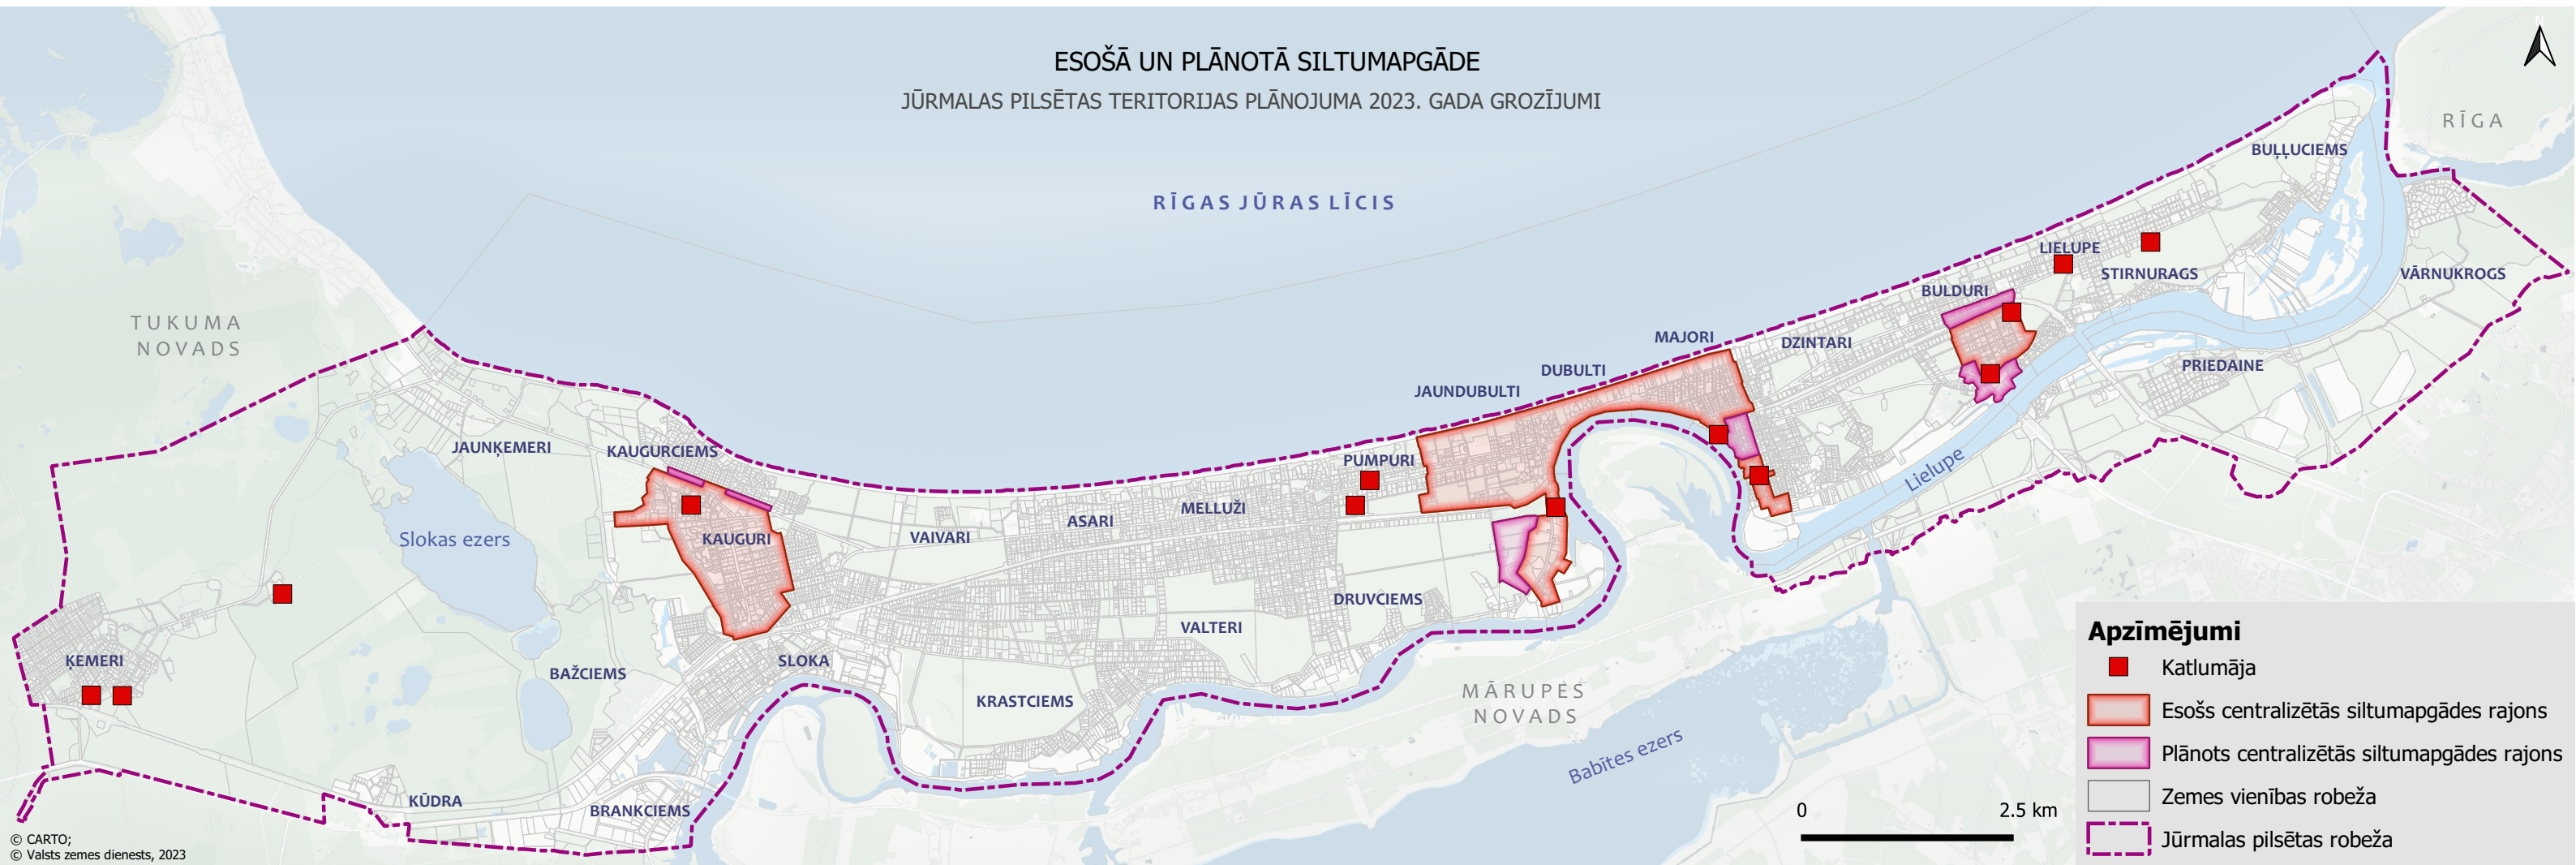 ESOŠĀ UN PLĀNOTĀ SILTUMAPGĀDE
JŪRMALAS PILSĒTAS TERITORIJAS PLĀNOJUMA 2023. GADA GROZĪJUMI
N
RĪGA
BUĻĻUCIEMS
RĪGAS JŪRAS LĪCIS
LIELUPE
STIRNURAGS
VĀRNUKROGS
BULDURI
TUKUMA
NOVADS
MAJORI
DZINTARI
PRIEDAINE
DUBULTI
JAUNDUBULTI
JAUNĶEMERI
KAUGURCIEMS
PUMPURI
Lielupe
MELLUŽI
ASARI
Slokas ezers
KAUGURI
VAIVARI
DRUVCIEMS
VALTERI
ĶEMERI
SLOKA
BAŽCIEMS
KRASTCIEMS
MĀRUPES
NOVADS
Babītes ezers
KŪDRA
BRANKCIEMS
Apzīmējumi
Katlumāja
Esošs centralizētās siltumapgādes rajons
Plānots centralizētās siltumapgādes rajons
Zemes vienības robeža
Jūrmalas pilsētas robeža
0 2.5 km
© CARTO;
© Valsts zemes dienests, 2023